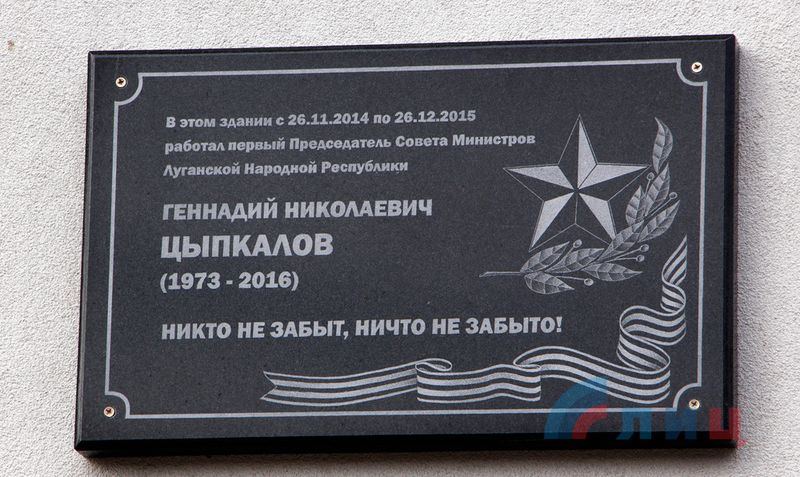 В этом здании с 26.11.2014 по 26.12.2015
работал первый Председатель Совета Министров
Луганской Народной Республики
ГЕННАДИЙ НИКОЛАЕВИЧ
ЦЫПКАЛОВ
(1973 - 2016)
НИКТО НЕ ЗАБЫТ, НИЧТО НЕ ЗАБЫТО!
ЛИЦ